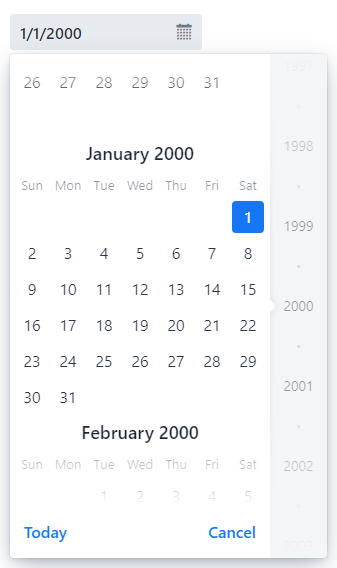 1/1/2000
26 27 28 29 30 31
January 2000
Sun Mon Tue Wed Thu Fri Sat
1
2 3 4 5 6 7 8
9 10 11 12 13 14 15
16 17 18 19 20 21 22
23 24 25 26 27 28 29
30 31
February 2000
Sun Mon Tue Wed Thu Fri Sat
1 2 3 4 5
Today Cancel
1997
1998
1999
2000
2001
2002
2003